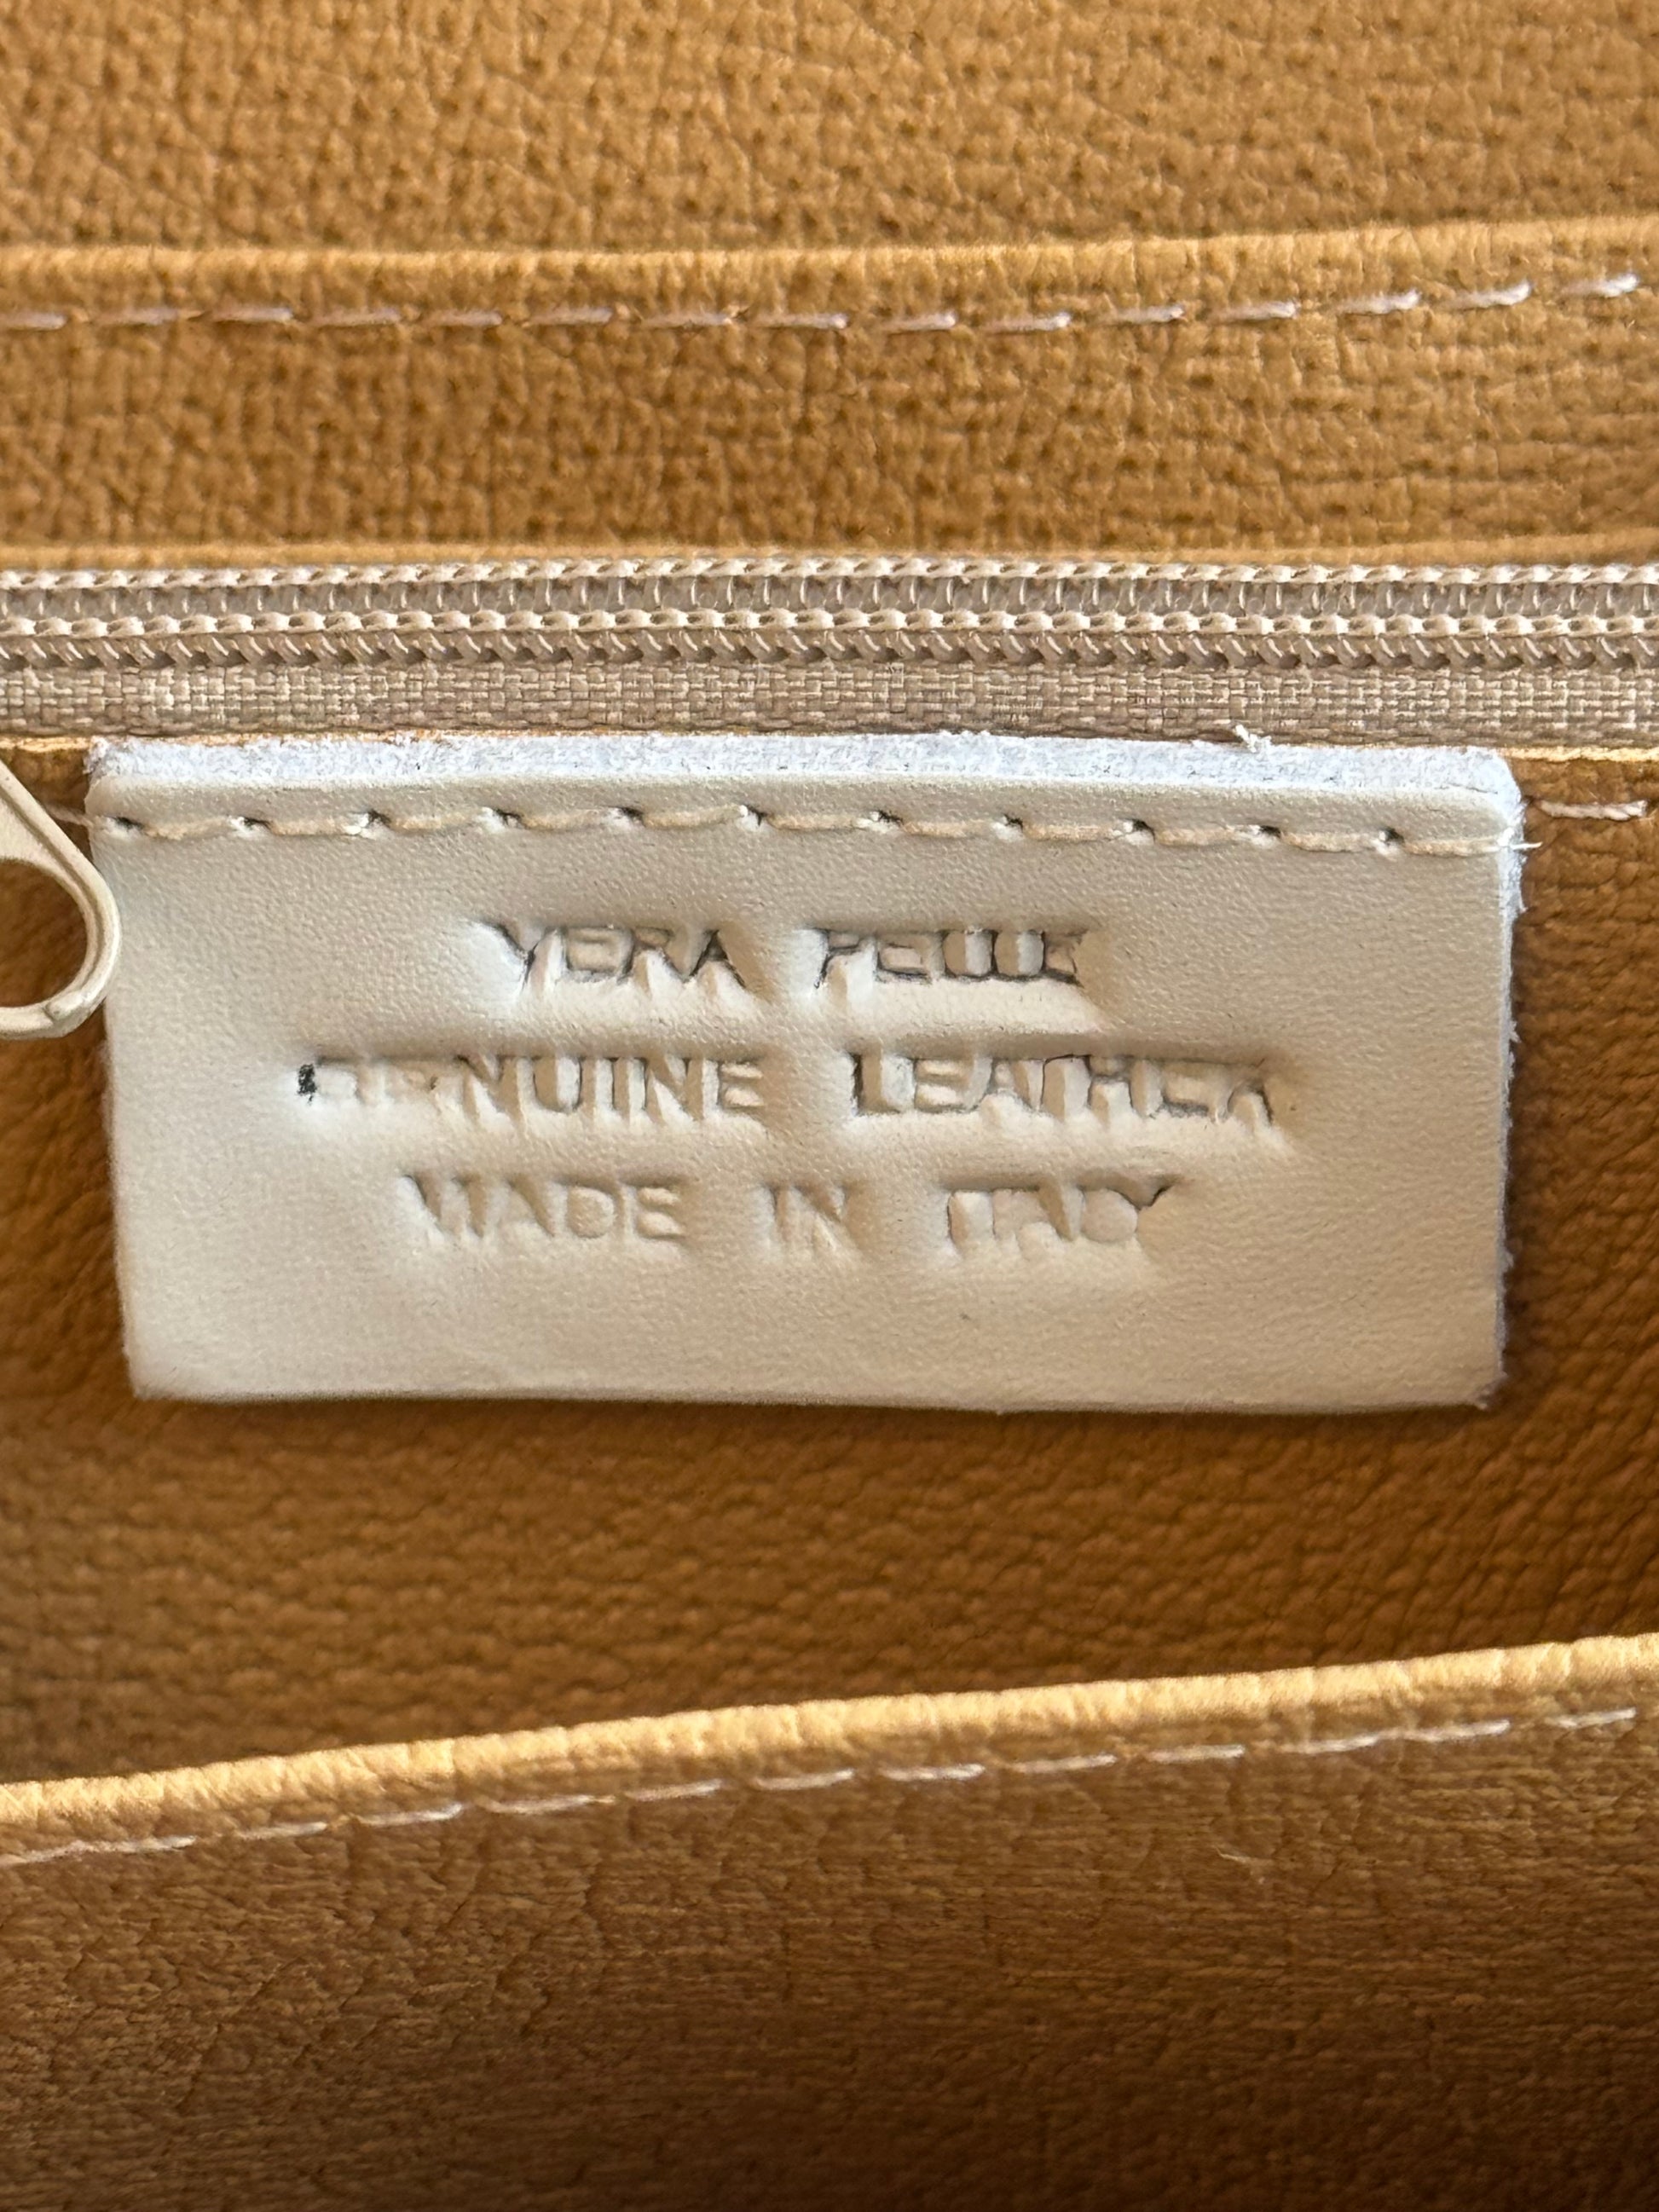 VERA PELLE
GENUINE LEATHER
MADE IN ITALY